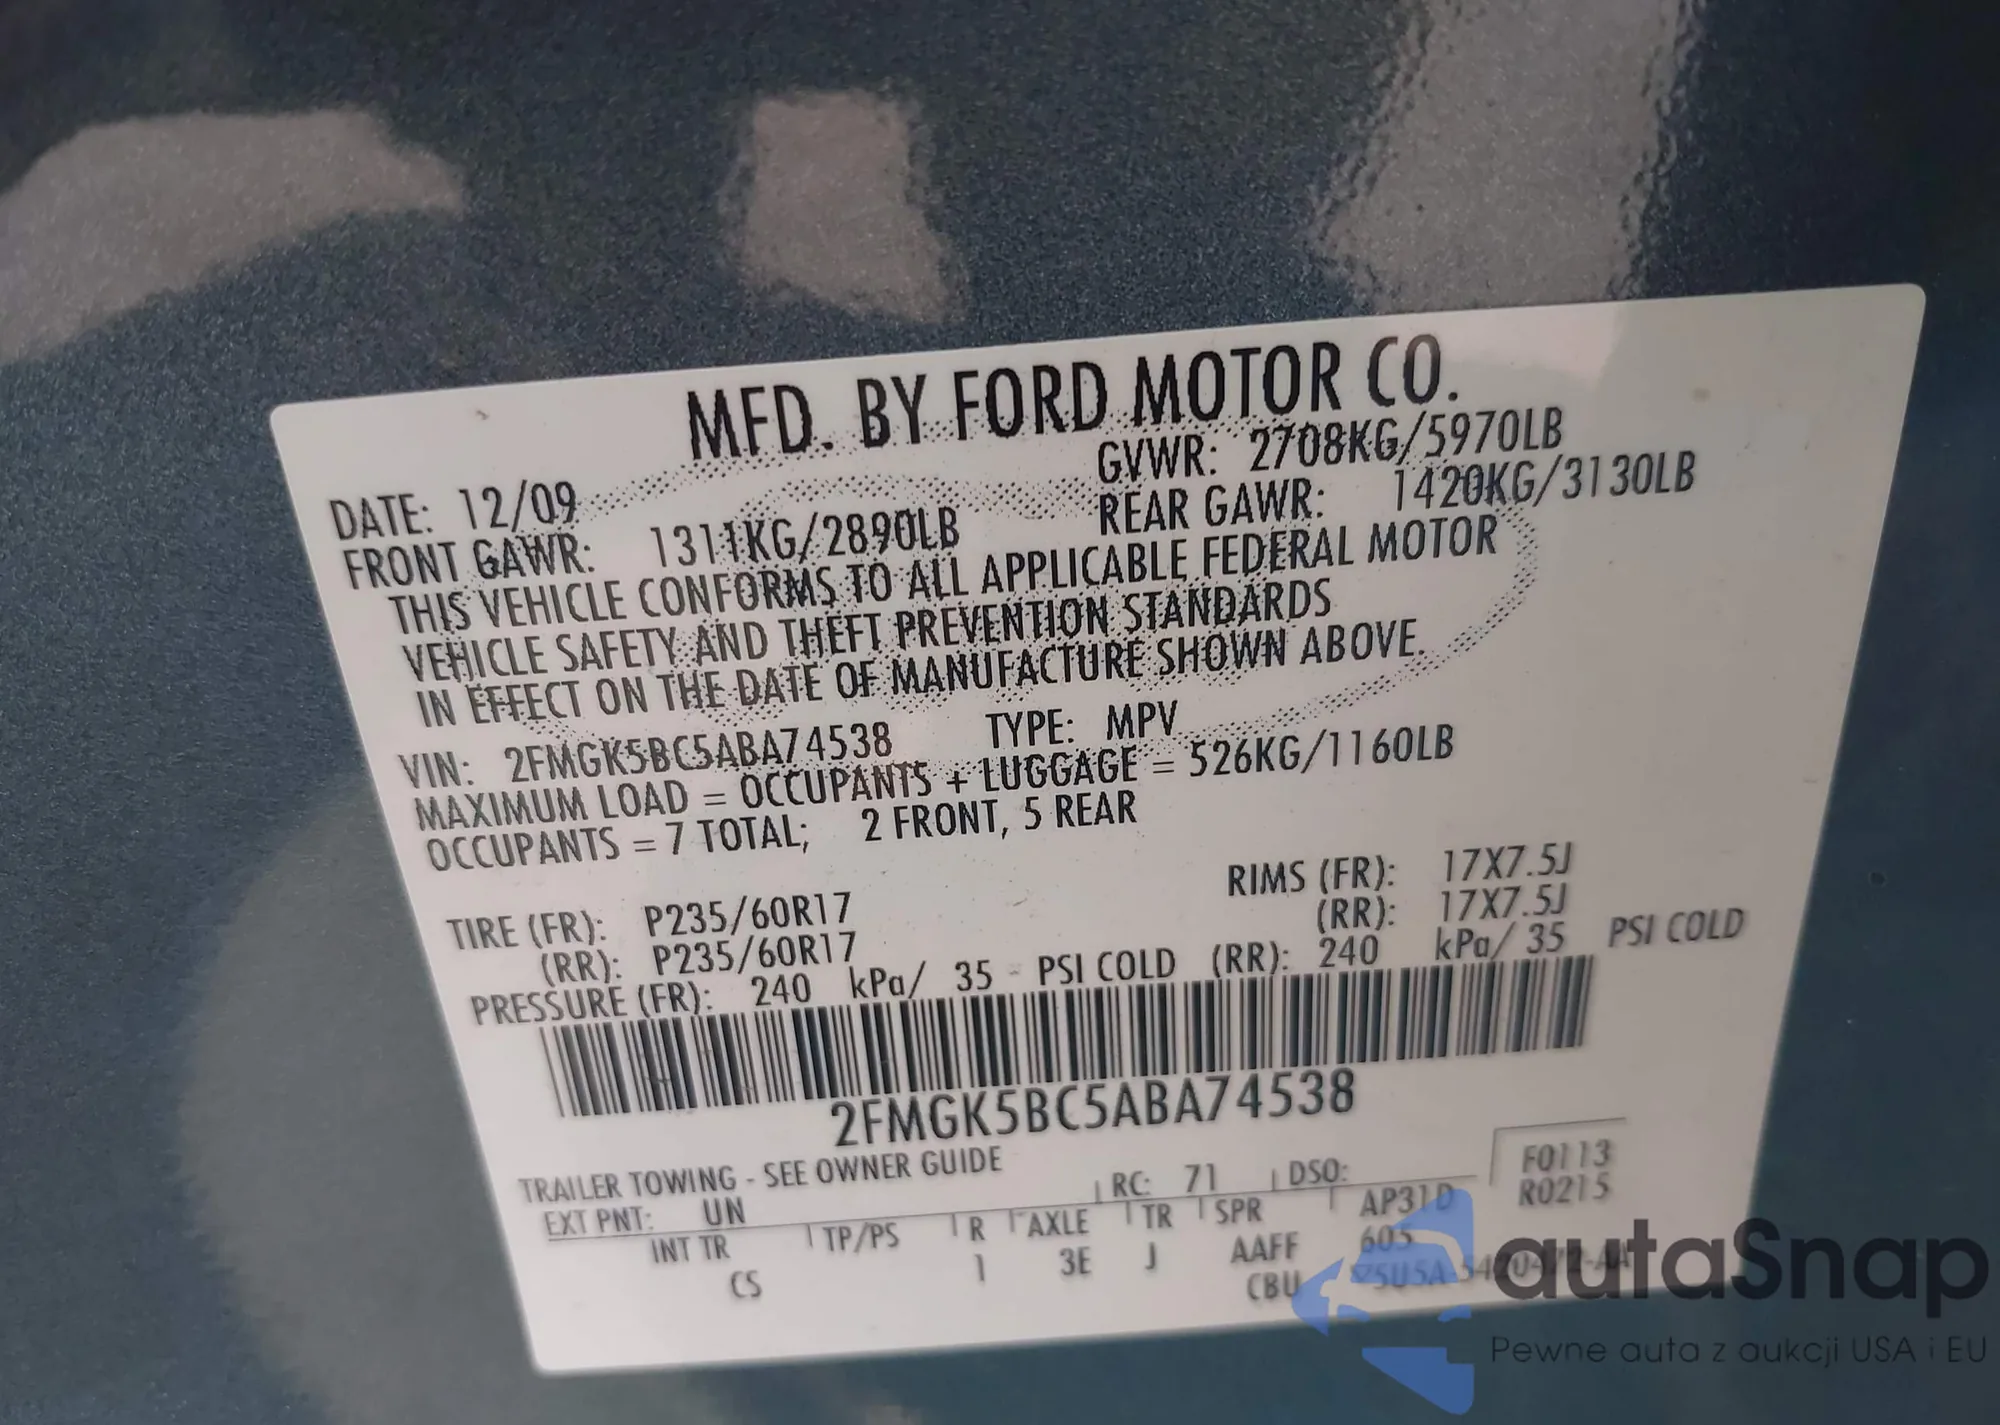 MFD. BY FORD MOTOR CO.
DATE: 12/09 GVWR: 2708KG/5970LB
FRONT GAWR: 1311KG/2890LB REAR GAWR: 1420KG/3130LB
THIS VEHICLE CONFORMS TO ALL APPLICABLE FEDERAL MOTOR
VEHICLE SAFETY AND THEFT PREVENTION STANDARDS
IN EFFECT ON THE DATE OF MANUFACTURE SHOWN ABOVE.
VIN: 2FMGK5BC5ABA74538 TYPE: MPV
MAXIMUM LOAD = OCCUPANTS + LUGGAGE = 526KG/1160LB
OCCUPANTS = 7 TOTAL; 2 FRONT, 5 REAR
TIRE (FR): P235/60R17 RIMS (FR): 17X7.5J
(RR): P235/60R17 (RR): 17X7.5J
PRESSURE (FR): 240 kPa/ 35 PSI COLD (RR): 240 kPa/ 35 PSI COLD
2FMGK5BC5ABA74538
TRAILER TOWING - SEE OWNER GUIDE
EXT PNT: UN RC: 71 DSO: F0113
R0215
INT TR TP/PS R AXLE TR SPR AP31D
CS 1 3E J AAFF 605
CBU
autaSnap
Pewne auta z aukcji USA i EU